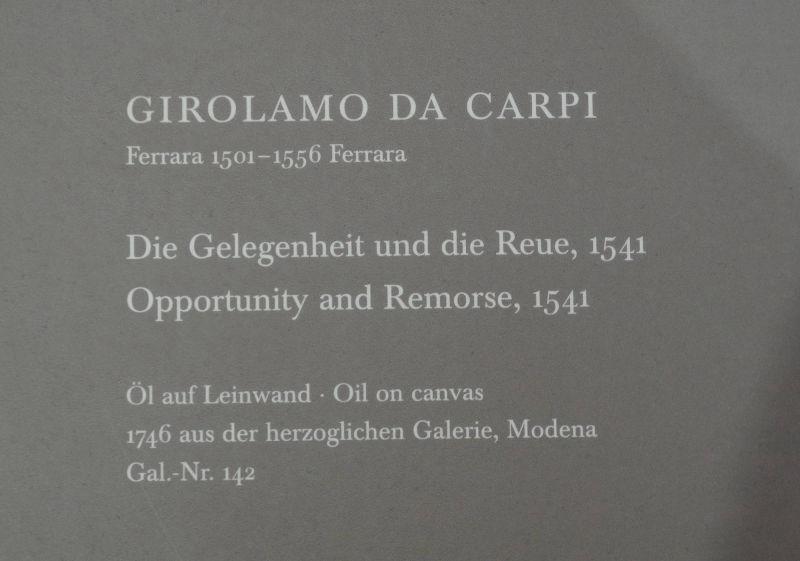 GIROLAMO DA CARPI
Ferrara 1501–1556 Ferrara
Die Gelegenheit und die Reue, 1541
Opportunity and Remorse, 1541
Öl auf Leinwand · Oil on canvas
1746 aus der herzoglichen Galerie, Modena
Gal.-Nr. 142